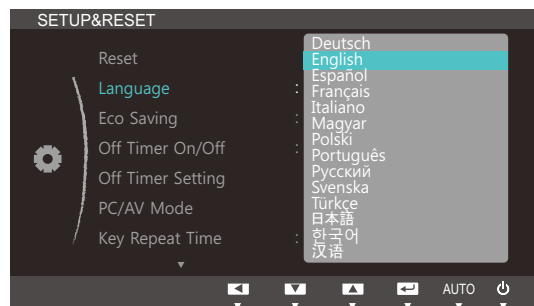 SETUP&RESET
Reset
Language :
Eco Saving :
Off Timer On/Off :
Off Timer Setting
PC/AV Mode
Key Repeat Time :
Deutsch
English
Español
Français
Italiano
Magyar
Polski
Português
Русский
Svenska
Türkçe
日本語
한국어
汉语
AUTO